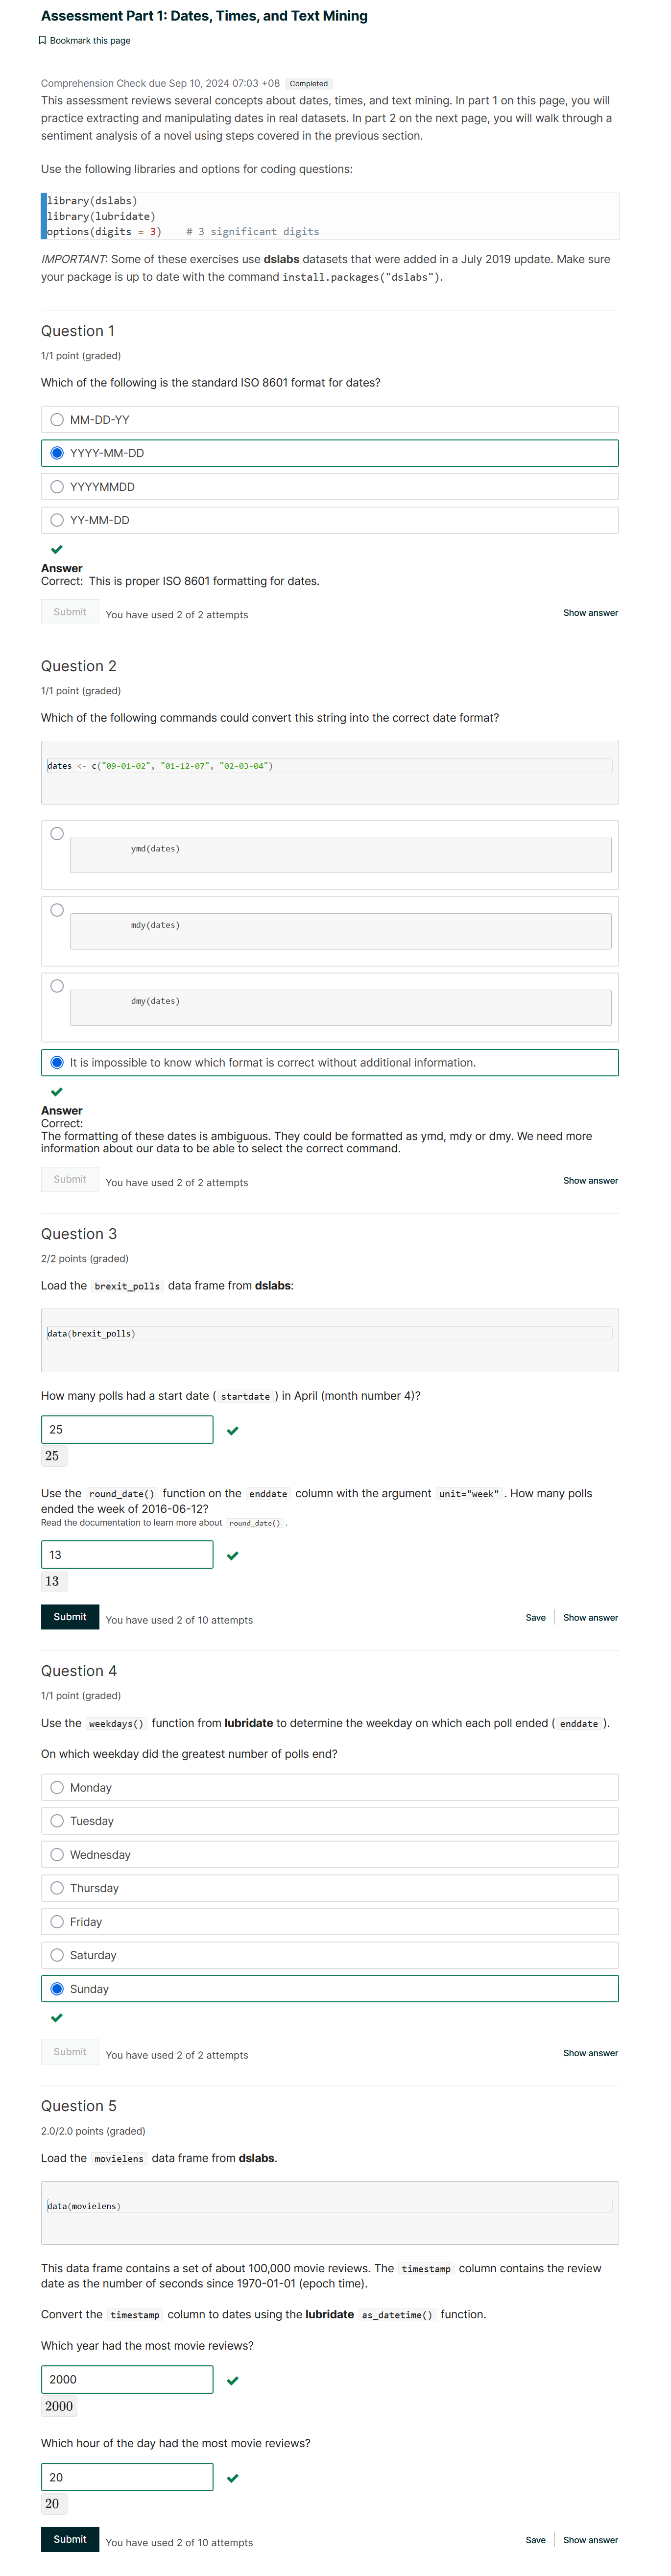 Assessment Part 1: Dates, Times, and Text Mining
Bookmark this page
Comprehension Check due Sep 10, 2024 07:03 +08 Completed
This assessment reviews several concepts about dates, times, and text mining. In part 1 on this page, you will
practice extracting and manipulating dates in real datasets. In part 2 on the next page, you will walk through a
sentiment analysis of a novel using steps covered in the previous section.
Use the following libraries and options for coding questions:
library(dslabs)
library(lubridate)
options(digits = 3)    # 3 significant digits
IMPORTANT: Some of these exercises use dslabs datasets that were added in a July 2019 update. Make sure
your package is up to date with the command install.packages("dslabs").
Question 1
1/1 point (graded)
Which of the following is the standard ISO 8601 format for dates?
MM-DD-YY
YYYY-MM-DD
YYYYMMDD
YY-MM-DD
Answer
Correct: This is proper ISO 8601 formatting for dates.
Submit You have used 2 of 2 attempts Show answer
Question 2
1/1 point (graded)
Which of the following commands could convert this string into the correct date format?
dates <- c("09-01-02", "01-12-07", "02-03-04")
ymd(dates)
mdy(dates)
dmy(dates)
It is impossible to know which format is correct without additional information.
Answer
Correct:
The formatting of these dates is ambiguous. They could be formatted as ymd, mdy or dmy. We need more
information about our data to be able to select the correct command.
Submit You have used 2 of 2 attempts Show answer
Question 3
2/2 points (graded)
Load the brexit_polls data frame from dslabs:
data(brexit_polls)
How many polls had a start date ( startdate ) in April (month number 4)?
25
25
Use the round_date() function on the enddate column with the argument unit="week" . How many polls
ended the week of 2016-06-12?
Read the documentation to learn more about round_date() .
13
13
Submit You have used 2 of 10 attempts Save Show answer
Question 4
1/1 point (graded)
Use the weekdays() function from lubridate to determine the weekday on which each poll ended ( enddate ).
On which weekday did the greatest number of polls end?
Monday
Tuesday
Wednesday
Thursday
Friday
Saturday
Sunday
Submit You have used 2 of 2 attempts Show answer
Question 5
2.0/2.0 points (graded)
Load the movielens data frame from dslabs.
data(movielens)
This data frame contains a set of about 100,000 movie reviews. The timestamp column contains the review
date as the number of seconds since 1970-01-01 (epoch time).
Convert the timestamp column to dates using the lubridate as_datetime() function.
Which year had the most movie reviews?
2000
2000
Which hour of the day had the most movie reviews?
20
20
Submit You have used 2 of 10 attempts Save Show answer